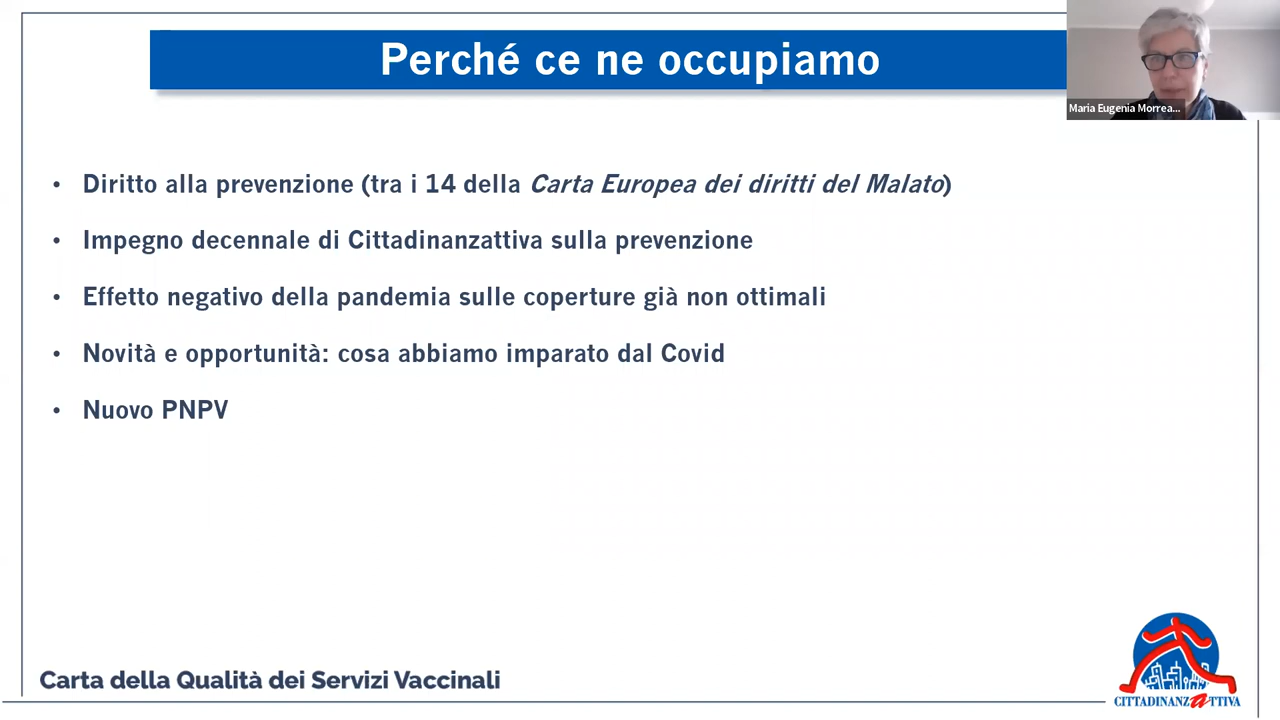 Perché ce ne occupiamo
Maria Eugenia Morrea...
• Diritto alla prevenzione (tra i 14 della Carta Europea dei diritti del Malato)
• Impegno decennale di Cittadinanzattiva sulla prevenzione
• Effetto negativo della pandemia sulle coperture già non ottimali
• Novità e opportunità: cosa abbiamo imparato dal Covid
• Nuovo PNPV
Carta della Qualità dei Servizi Vaccinali
CITTADINANZaTTIVA